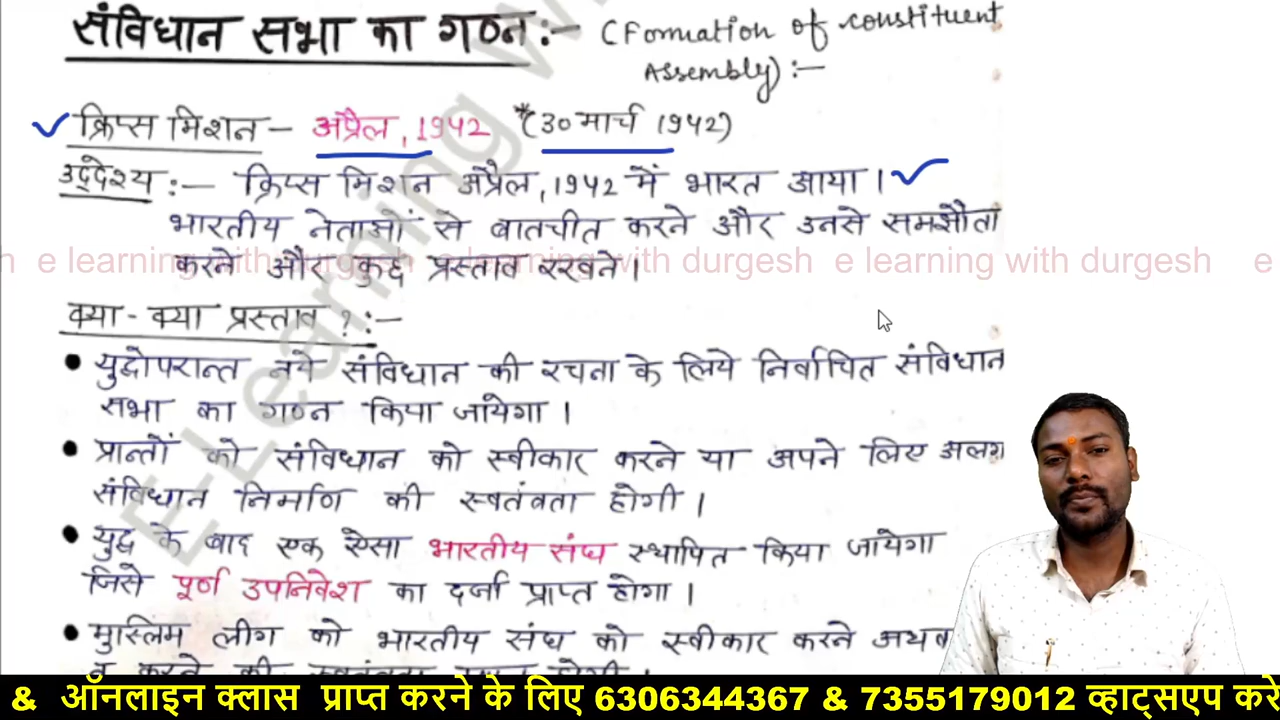 संविधान सभा का गठन:- (Formation of constituent
Assembly):-
क्रिप्स मिशन - अप्रैल, 1942 *(30 मार्च 1942)
उद्देश्य :- क्रिप्स मिशन अप्रैल, 1942 में भारत आया।
भारतीय नेताओं से बातचीत करने और उनसे समझौता
e learning with durgesh e learning with durgesh e
करने और कुछ प्रस्ताव रखने।
क्या - क्या प्रस्ताव ? :-
• युद्धोपरान्त नये संविधान की रचना के लिये निर्वाचित संविधान
सभा का गठन किया जायेगा।
• प्रान्तों को संविधान को स्वीकार करने या अपने लिए अलग
संविधान निर्माण की स्वतंत्रता होगी।
• युद्ध के बाद एक ऐसा भारतीय संघ स्थापित किया जायेगा
जिसे पूर्ण उपनिवेश का दर्जा प्राप्त होगा।
• मुस्लिम लीग को भारतीय संघ को स्वीकार करने
न करने की स्वतंत्रता होगी।
E-Learning
& ऑनलाइन क्लास प्राप्त करने के लिए 6306344367 & 7355179012 व्हाट्सएप करे